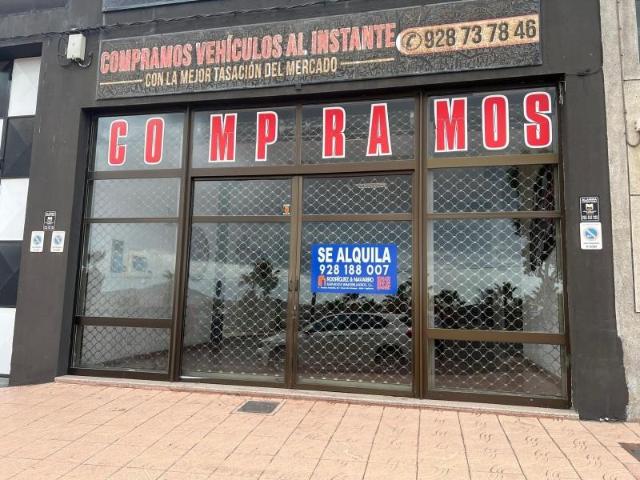 COMPRAMOS VEHÍCULOS AL INSTANTE
CON LA MEJOR TASACIÓN DEL MERCADO
928 73 78 46
COMPRAMOS
SE ALQUILA
928 188 007
RODRÍGUEZ & NAVARRO